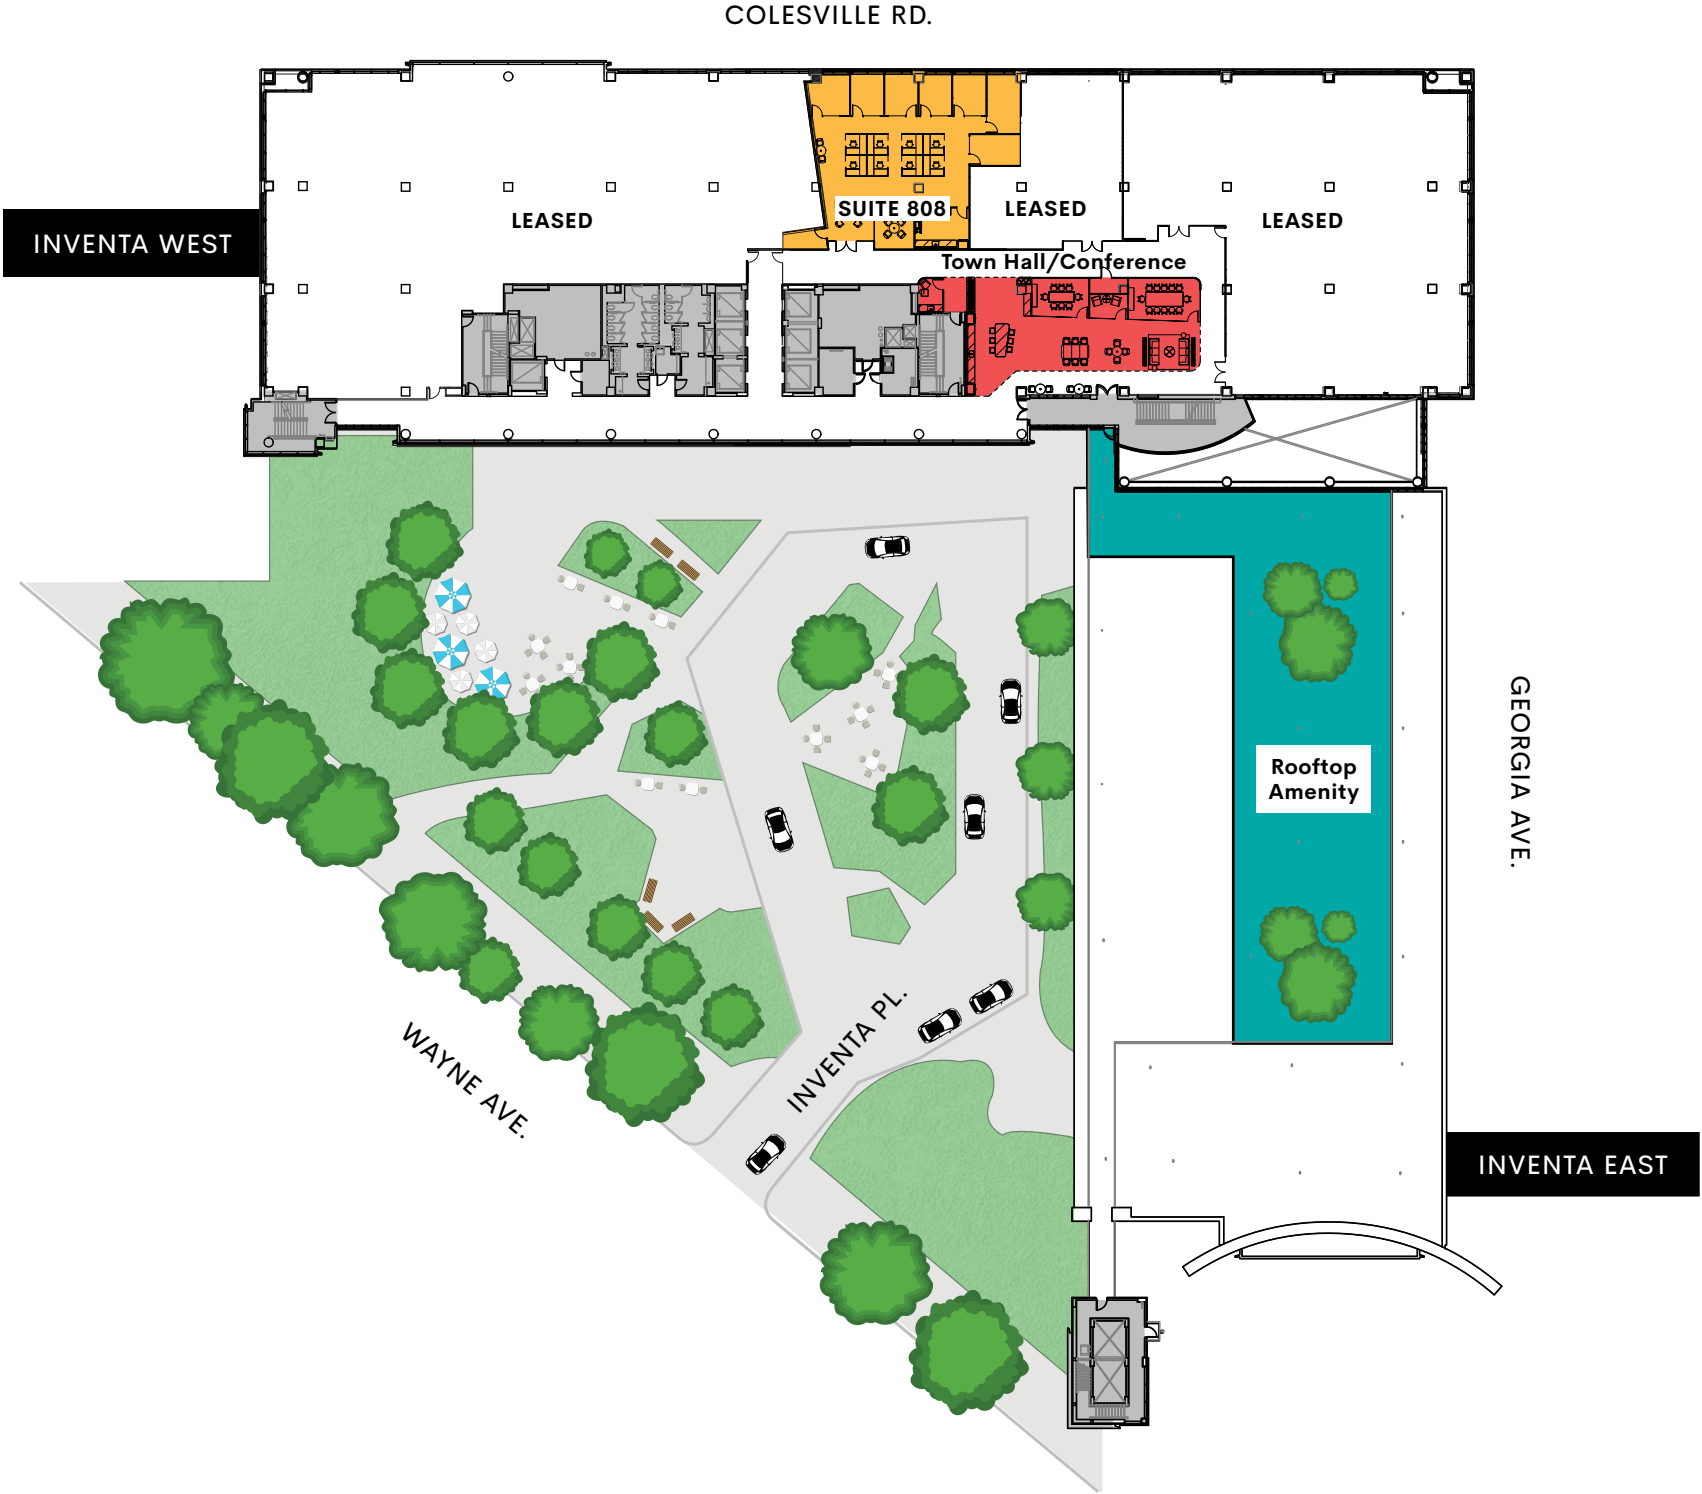 COLESVILLE RD.
INVENTA WEST
LEASED
SUITE 808
LEASED
LEASED
Town Hall/Conference
Rooftop
Amenity
GEORGIA AVE.
INVENTA PL.
WAYNE AVE.
INVENTA EAST